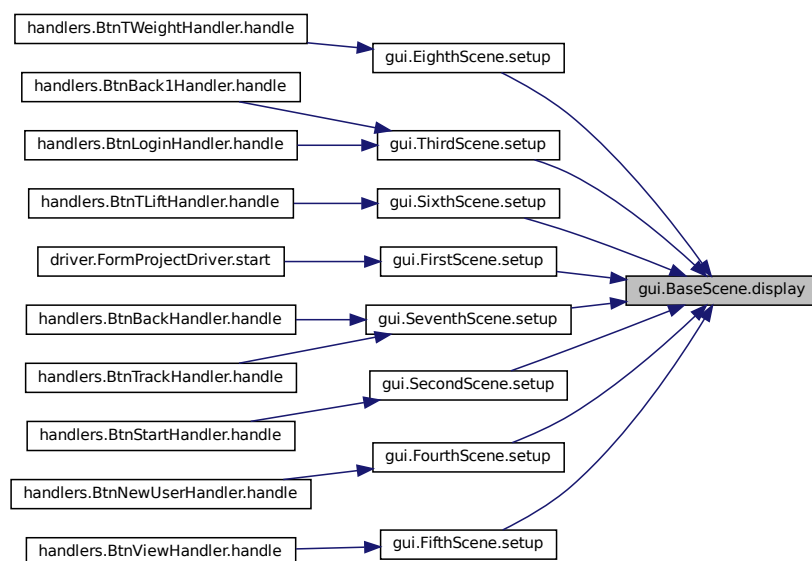 handlers.BtnTWeightHandler.handle
gui.EighthScene.setup
handlers.BtnBack1Handler.handle
handlers.BtnLoginHandler.handle
gui.ThirdScene.setup
handlers.BtnTLiftHandler.handle
gui.SixthScene.setup
driver.FormProjectDriver.start
gui.FirstScene.setup
gui.BaseScene.display
handlers.BtnBackHandler.handle
gui.SeventhScene.setup
handlers.BtnTrackHandler.handle
gui.SecondScene.setup
handlers.BtnStartHandler.handle
gui.FourthScene.setup
handlers.BtnNewUserHandler.handle
gui.FifthScene.setup
handlers.BtnViewHandler.handle